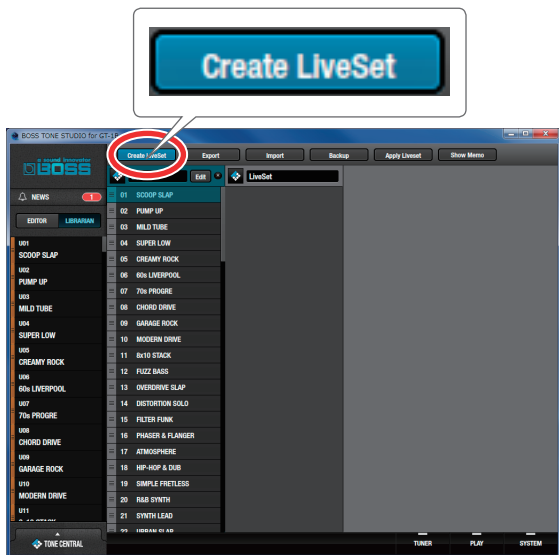 Create LiveSet
BOSS TONE STUDIO for GT-1B
a sound innovator
BOSS
Create LiveSet
Export
Import
Backup
Apply Liveset
Show Memo
Edit
LiveSet
NEWS
1
EDITOR
LIBRARIAN
U01
SCOOP SLAP
U02
PUMP UP
U03
MILD TUBE
U04
SUPER LOW
U05
CREAMY ROCK
U06
60s LIVERPOOL
U07
70s PROGRE
U08
CHORD DRIVE
U09
GARAGE ROCK
U10
MODERN DRIVE
U11
01 SCOOP SLAP
02 PUMP UP
03 MILD TUBE
04 SUPER LOW
05 CREAMY ROCK
06 60s LIVERPOOL
07 70s PROGRE
08 CHORD DRIVE
09 GARAGE ROCK
10 MODERN DRIVE
11 8x10 STACK
12 FUZZ BASS
13 OVERDRIVE SLAP
14 DISTORTION SOLO
15 FILTER FUNK
16 PHASER & FLANGER
17 ATMOSPHERE
18 HIP-HOP & DUB
19 SIMPLE FRETLESS
20 R&B SYNTH
21 SYNTH LEAD
22 URBAN SLAP
TONE CENTRAL
TUNER
PLAY
SYSTEM